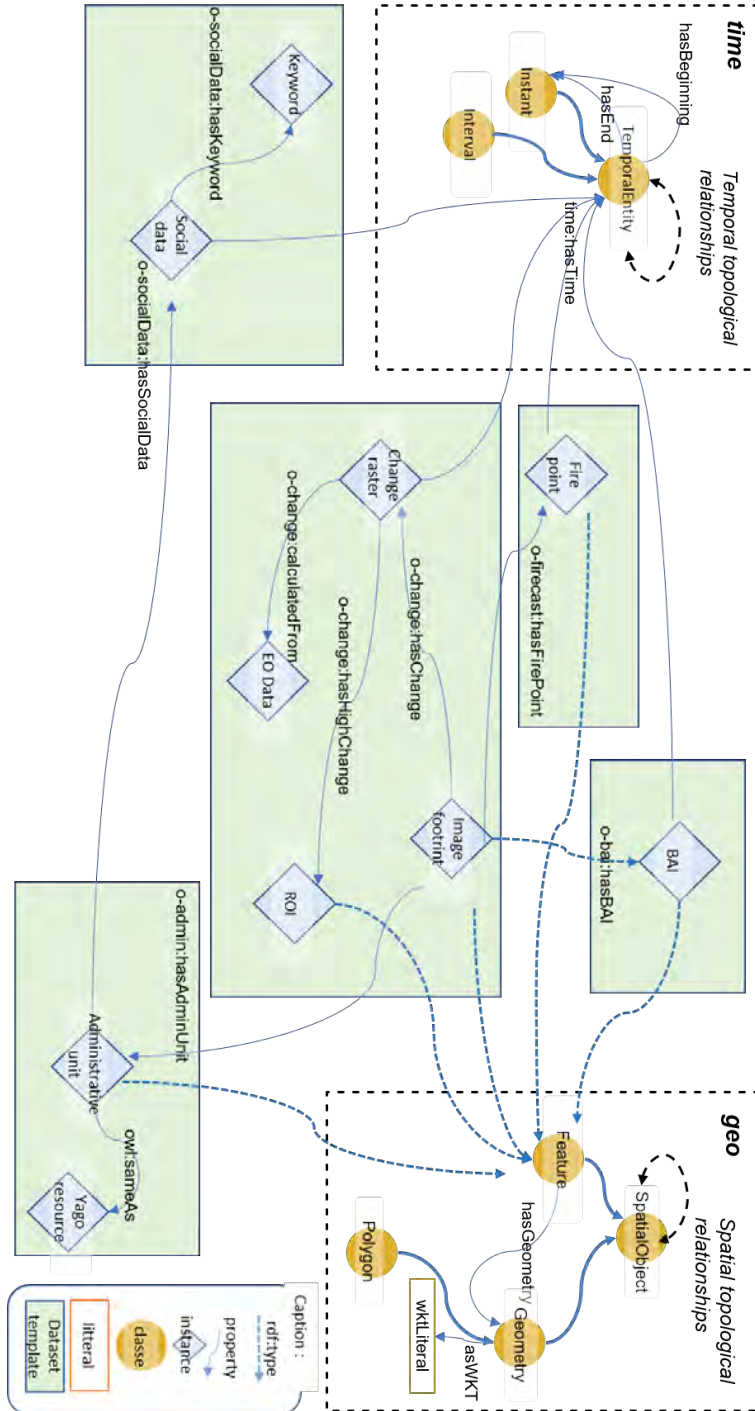 time
Temporal topological
relationships
hasBeginning
hasEnd
Instant
Interval
TemporalEntity
time:hasTime
o-socialData:hasKeyword
Keyword
Social
data
o-socialData:hasSocialData
Fire
point
o-firecast:hasFirePoint
Change
raster
o-change:calculatedFrom
EO Data
o-change:hasChange
o-change:hasHighChange
Image
footrint
ROI
BAI
o-bai:hasBAI
o-admin:hasAdminUnit
Administrative
unit
owl:sameAs
Yago
resource
geo
Spatial topological
relationships
Feature
SpatialObject
hasGeometry
Polygon
Geometry
asWKT
wktLiteral
Caption :
rdf:type
property
instance
classe
litteral
Dataset
template